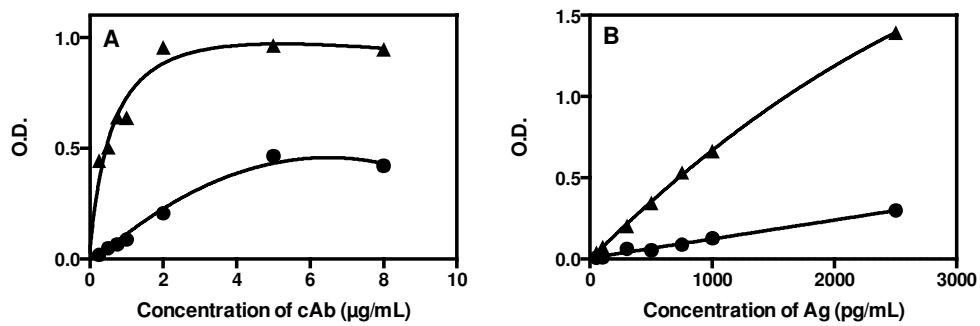 A
1.0
0.5
0.0
O.D.
0 2 4 6 8 10
Concentration of cAb (µg/mL)
B
1.5
1.0
0.5
0.0
O.D.
0 1000 2000 3000
Concentration of Ag (pg/mL)